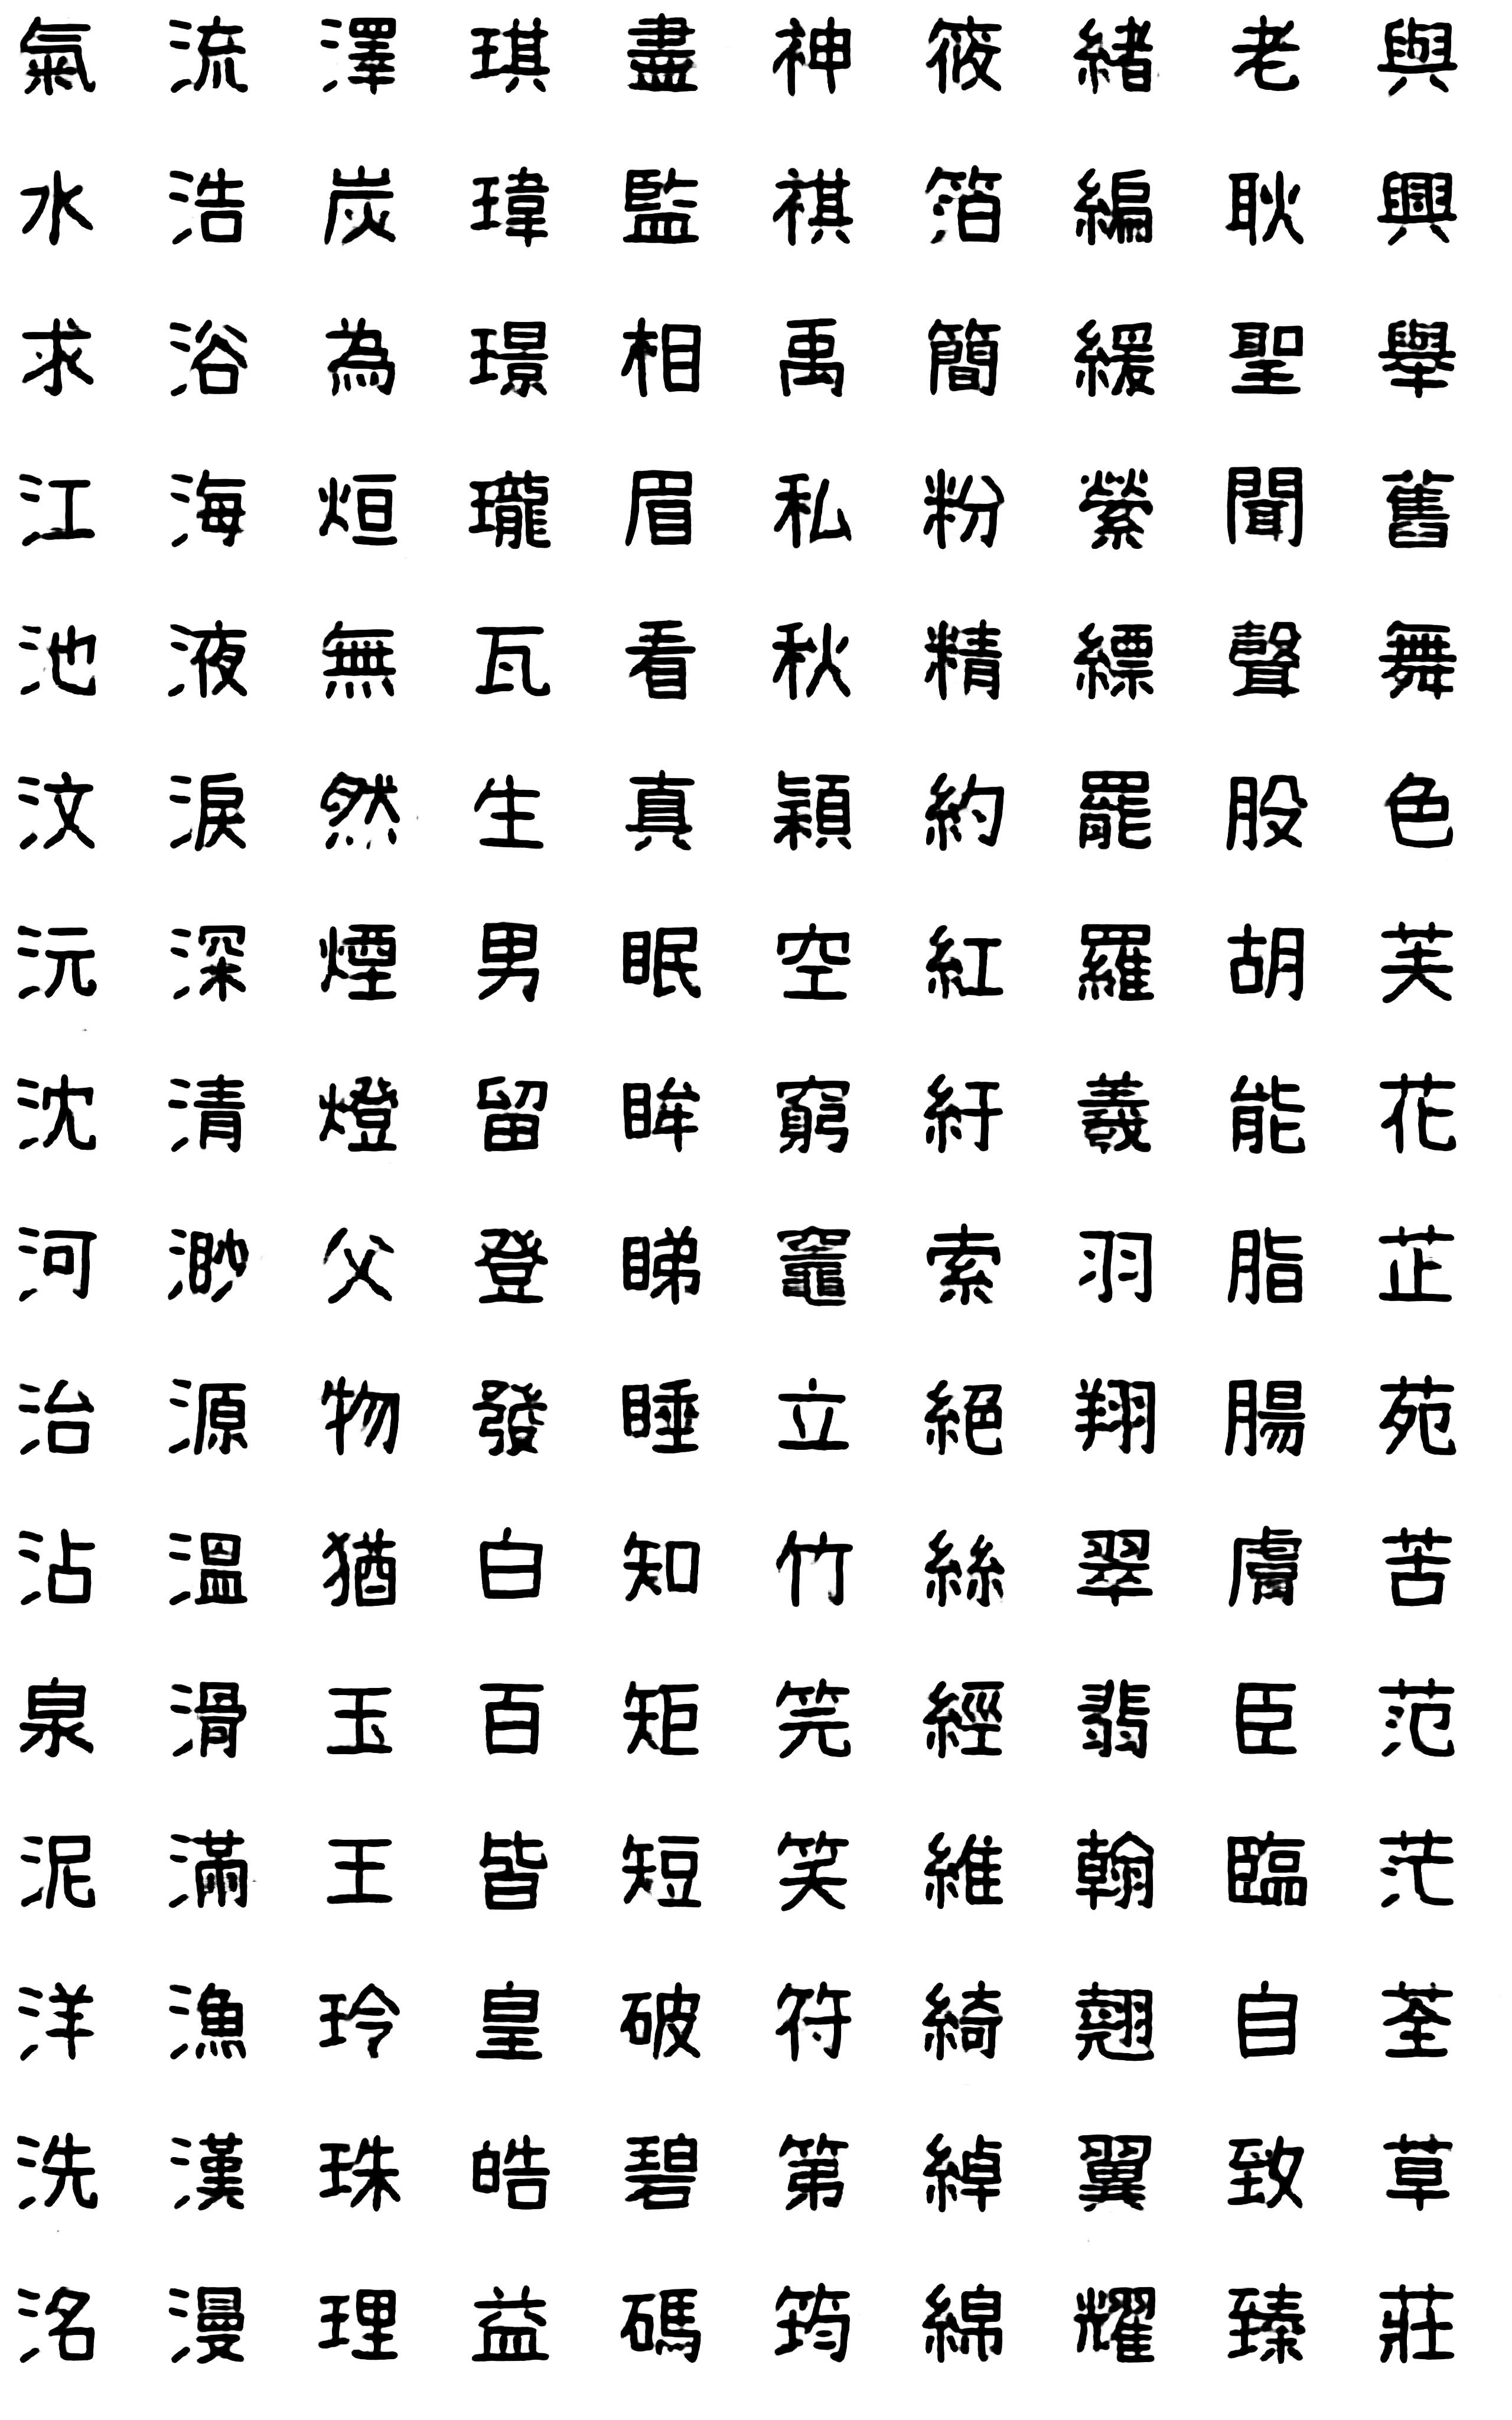 氣流澤琪盡神筱緒老與
水浩炭瑋監祺箔編耿興
求浴為璟相禹簡緩聖舉
江海烜瓏眉私粉縈聞舊
池液無瓦看秋精縹聲舞
汶淚然生真穎約罷股色
沅深煙男眠空紅羅胡芙
沈清燈留眸窮紆羲能花
河渺父登睇竈索羽脂芷
治源物發睡立絕翔腸苑
沾溫猶白知竹絲翠膚苦
泉滑玉百矩笎經翡臣范
泥滿王皆短笑維翰臨茫
洋漁玲皇破符綺翹自荃
洗漢珠皓碧第綽翼致草
洺漫理益碼筠綿耀臻莊